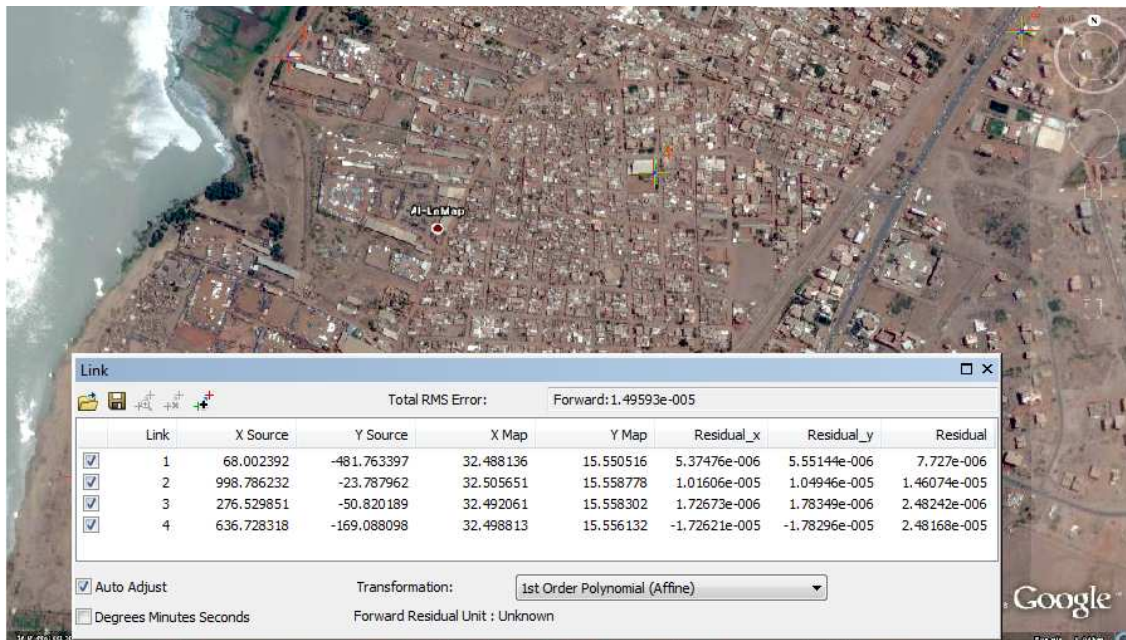 N
Al-LaMap
Link
Total RMS Error: Forward:1.49593e-005
Link X Source Y Source X Map Y Map Residual_x Residual_y Residual
1 68.002392 -481.763397 32.488136 15.550516 5.37476e-006 5.55144e-006 7.727e-006
2 998.786232 -23.787962 32.505651 15.558778 1.01606e-005 1.04946e-005 1.46074e-005
3 276.529851 -50.820189 32.492061 15.558302 1.72673e-006 1.78349e-006 2.48242e-006
4 636.728318 -169.088098 32.498813 15.556132 -1.72621e-005 -1.78296e-005 2.48168e-005
Auto Adjust Transformation: 1st Order Polynomial (Affine)
Degrees Minutes Seconds Forward Residual Unit : Unknown
Google